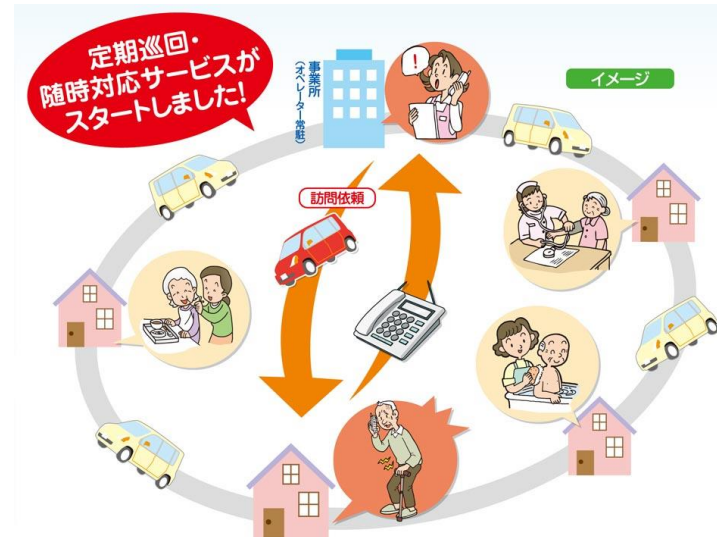 定期巡回・
随時対応サービスが
スタートしました!
事業所
(オペレーター常駐)
!
イメージ
訪問依頼